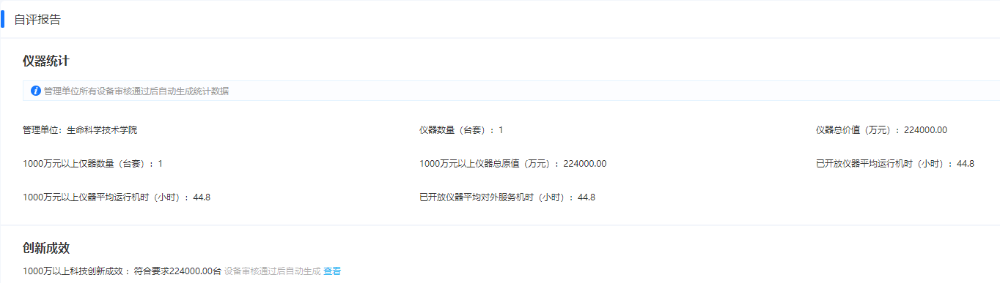 自评报告
仪器统计
管理单位所有设备审核通过后自动生成统计数据
管理单位：生命科学技术学院 仪器数量（台套）：1 仪器总价值（万元）：224000.00
1000万元以上仪器数量（台套）：1 1000万元以上仪器总原值（万元）：224000.00 已开放仪器平均运行机时（小时）：44.8
1000万元以上仪器平均运行机时（小时）：44.8 已开放仪器平均对外服务机时（小时）：44.8
创新成效
1000万以上科技创新成效：符合要求224000.00台 设备审核通过后自动生成 查看